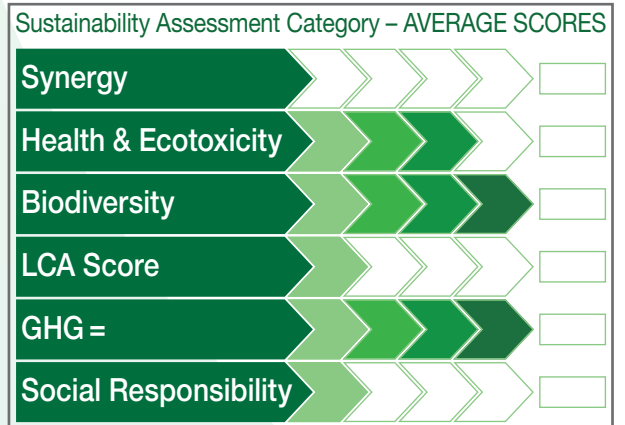 Sustainability Assessment Category – AVERAGE SCORES
Synergy
Health & Ecotoxicity
Biodiversity
LCA Score
GHG =
Social Responsibility